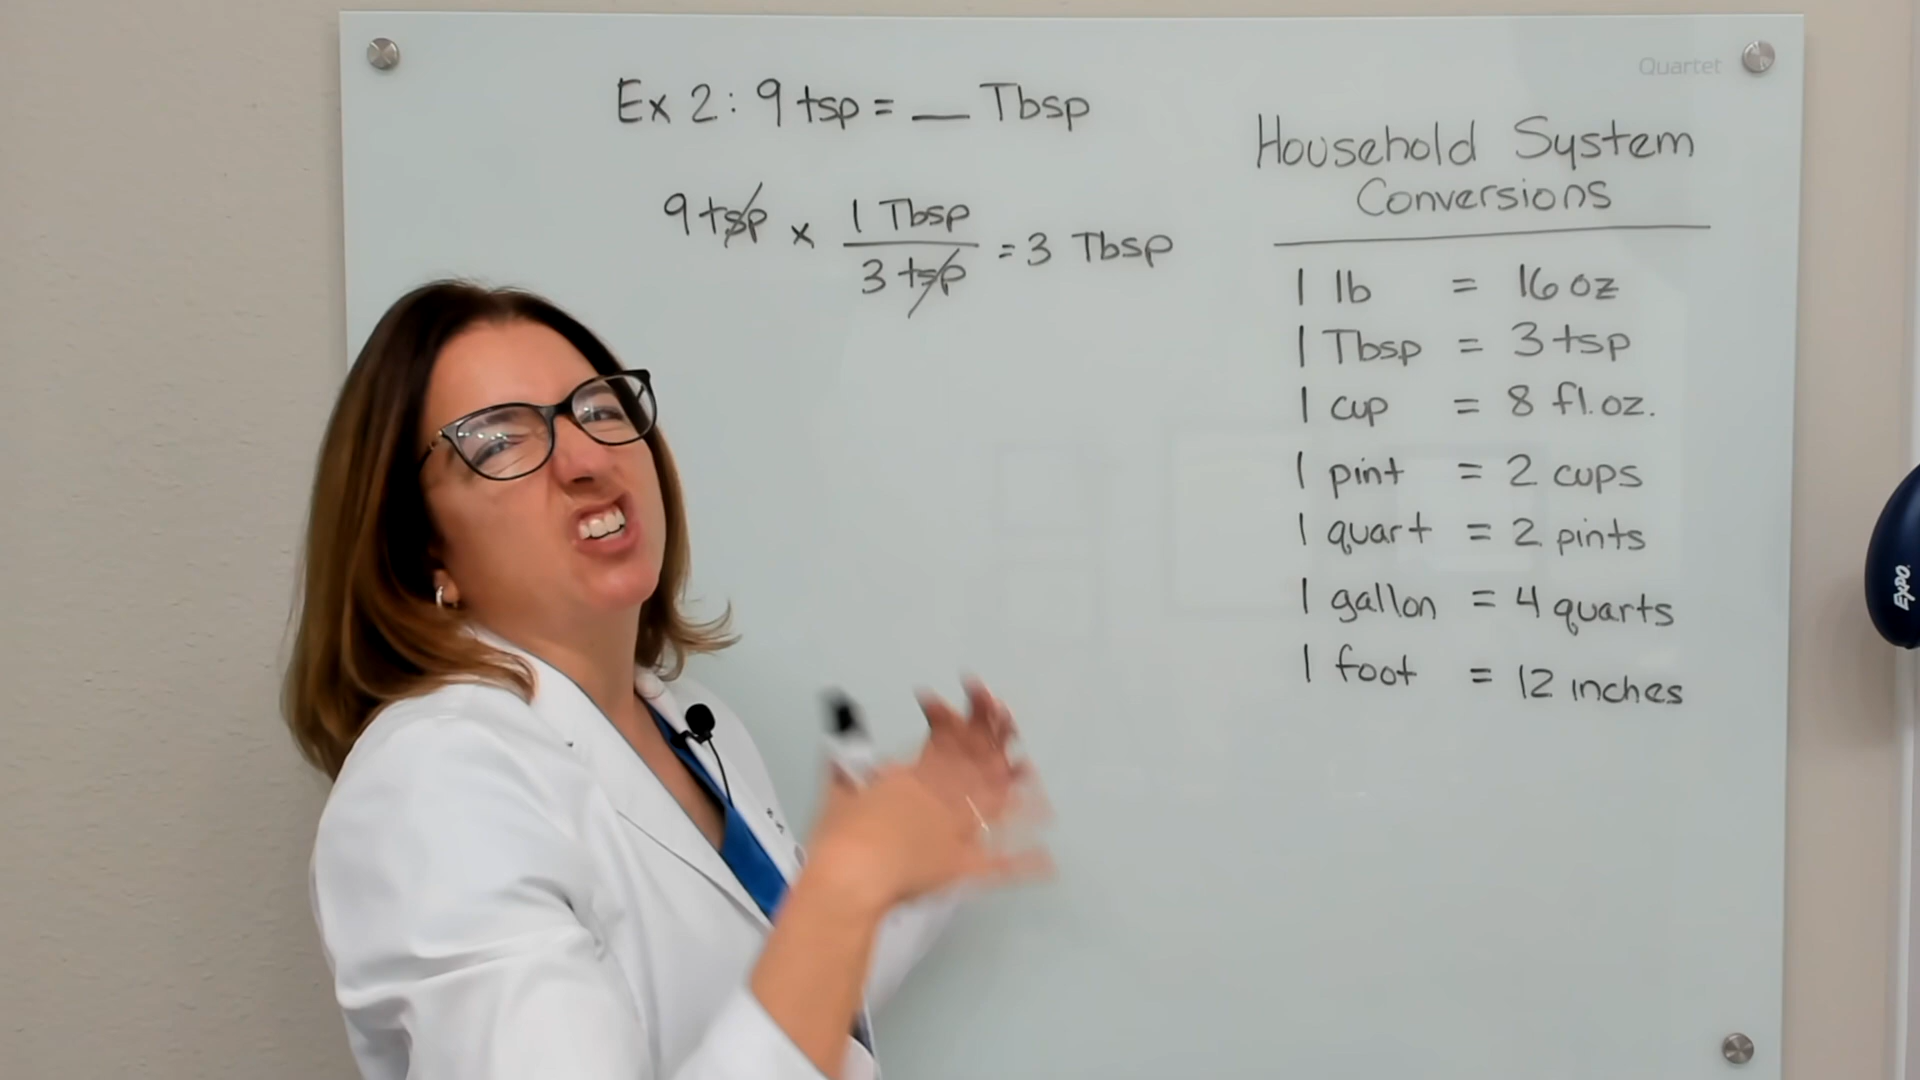 Quartet
Ex 2: 9 tsp = __ Tbsp
9 tsp x 1 Tbsp
3 tsp
= 3 Tbsp
Household System
Conversions
1 lb = 16 oz
1 Tbsp = 3 tsp
1 cup = 8 fl. oz.
1 pint = 2 cups
1 quart = 2 pints
1 gallon = 4 quarts
1 foot = 12 inches
EXPO